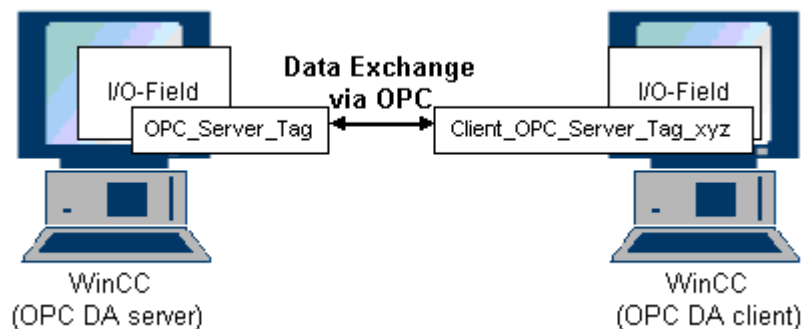 Data Exchange
via OPC
I/O-Field
I/O-Field
OPC_Server_Tag
Client_OPC_Server_Tag_xyz
WinCC
(OPC DA server)
WinCC
(OPC DA client)